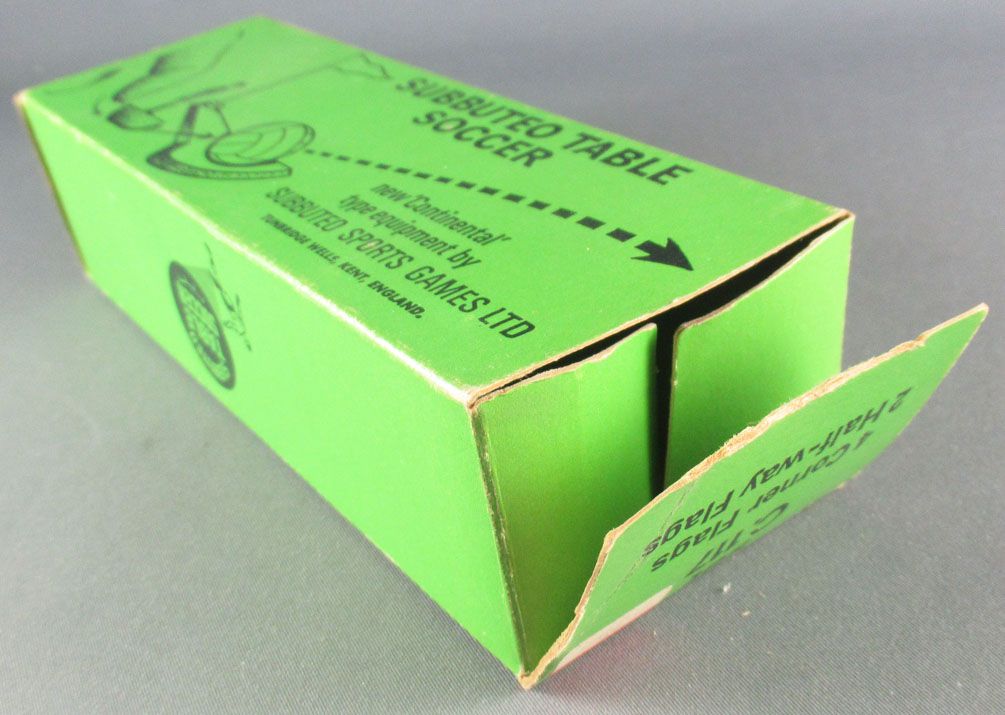 SUBBUTEO TABLE
SOCCER
new "Continental"
type equipment by
SUBBUTEO SPORTS GAMES LTD
TUNBRIDGE WELLS, KENT, ENGLAND.
C 117
4 Corner Flags
2 Half-way Flags